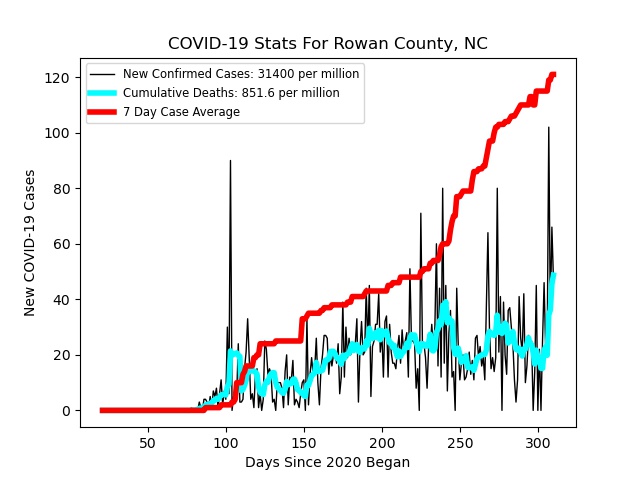 COVID-19 Stats For Rowan County, NC
New Confirmed Cases: 31400 per million
Cumulative Deaths: 851.6 per million
7 Day Case Average
New COVID-19 Cases
120
100
80
60
40
20
0
50 100 150 200 250 300
Days Since 2020 Began